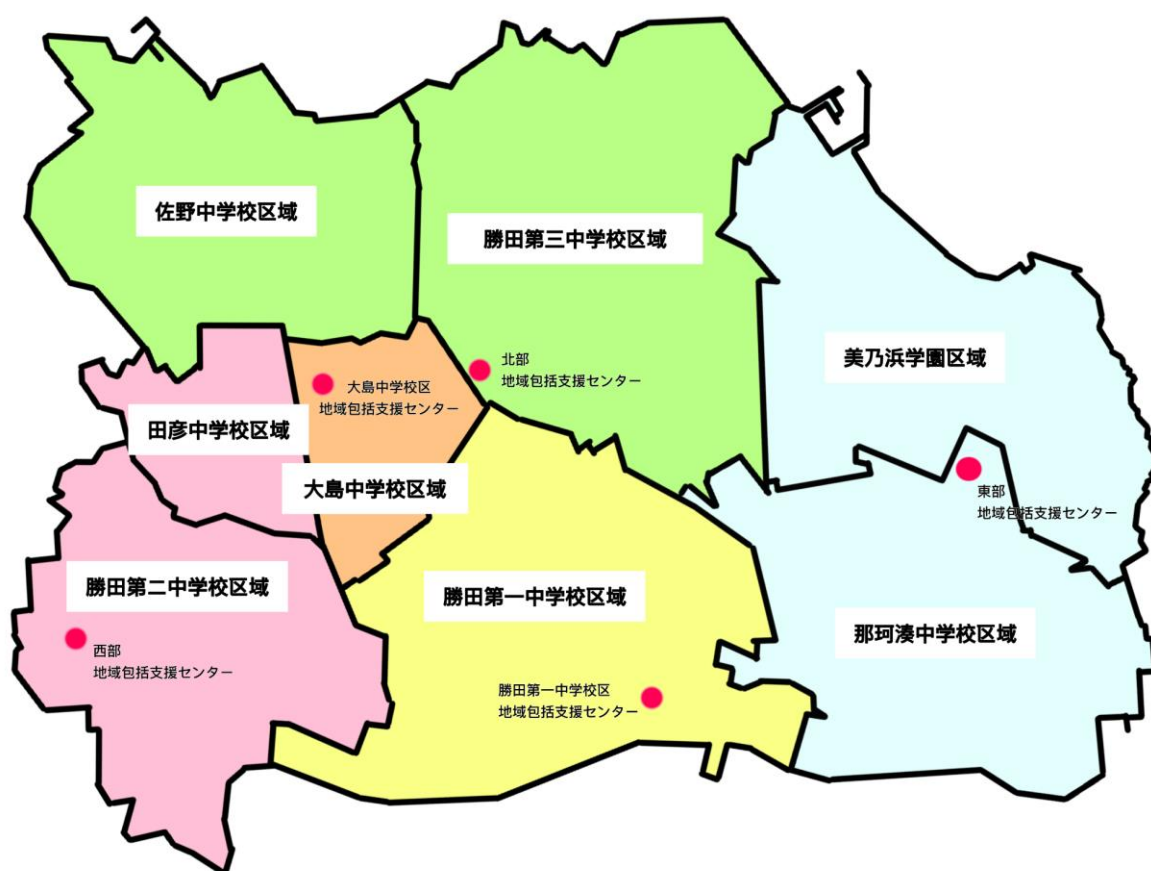 佐野中学校区域
勝田第三中学校区域
美乃浜学園区域
北部
地域包括支援センター
大島中学校区
地域包括支援センター
田彦中学校区域
大島中学校区域
東部
地域包括支援センター
勝田第二中学校区域
勝田第一中学校区域
那珂湊中学校区域
西部
地域包括支援センター
勝田第一中学校区
地域包括支援センター